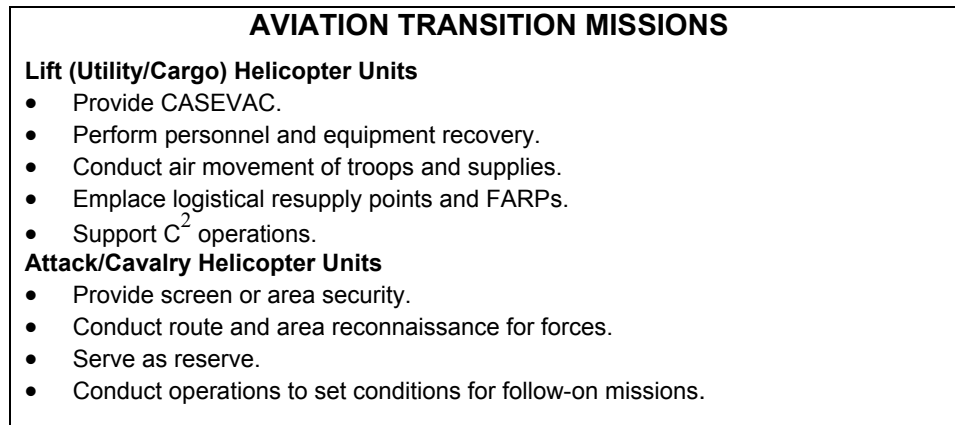 AVIATION TRANSITION MISSIONS
Lift (Utility/Cargo) Helicopter Units
• Provide CASEVAC.
• Perform personnel and equipment recovery.
• Conduct air movement of troops and supplies.
• Emplace logistical resupply points and FARPs.
• Support C² operations.
Attack/Cavalry Helicopter Units
• Provide screen or area security.
• Conduct route and area reconnaissance for forces.
• Serve as reserve.
• Conduct operations to set conditions for follow-on missions.